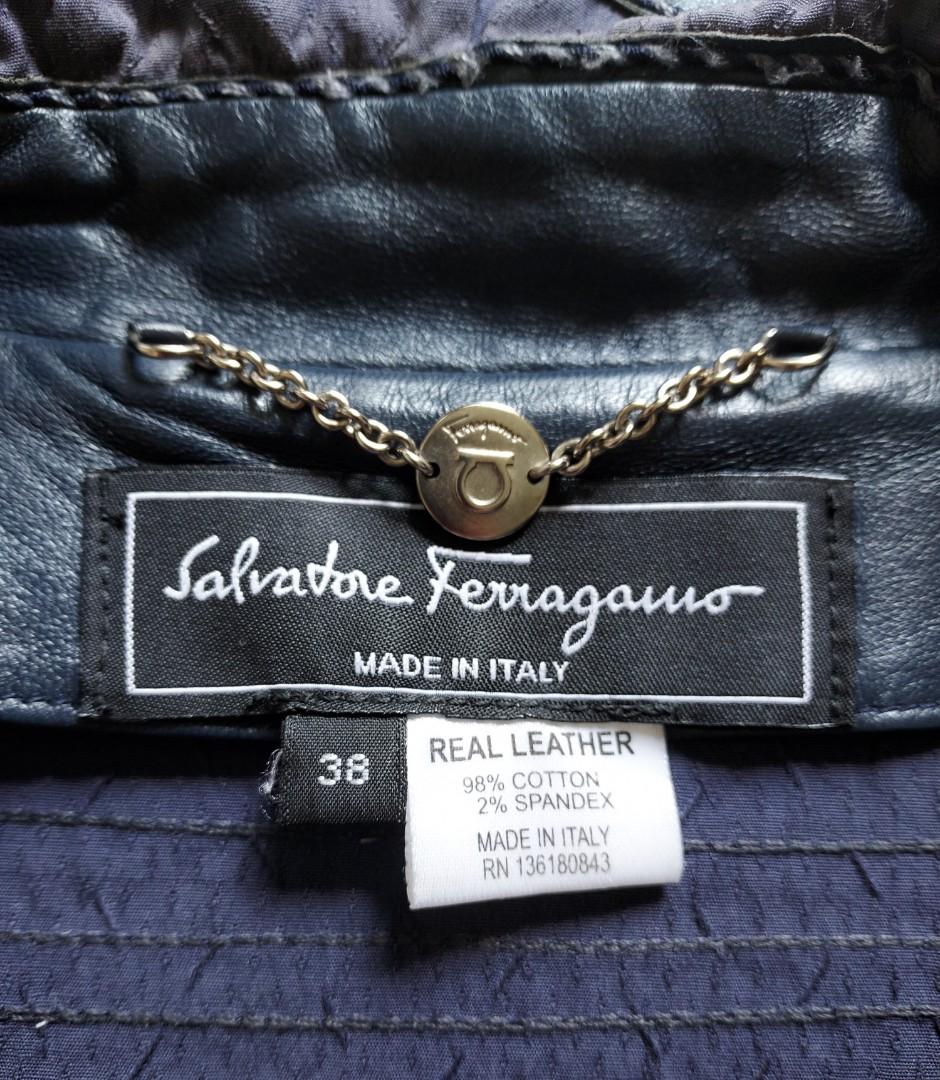 Ferragamo
Salvatore Ferragamo
MADE IN ITALY
38
REAL LEATHER
98% COTTON
2% SPANDEX
MADE IN ITALY
RN 136180843